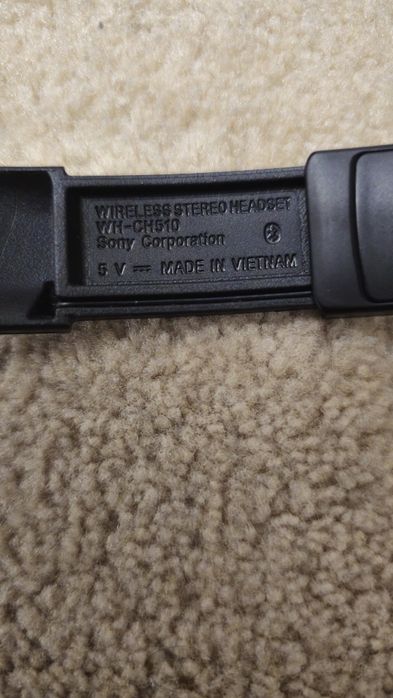 WIRELESS STEREO HEADSET
WH-CH510
Sony Corporation
5 V ⎓ MADE IN VIETNAM